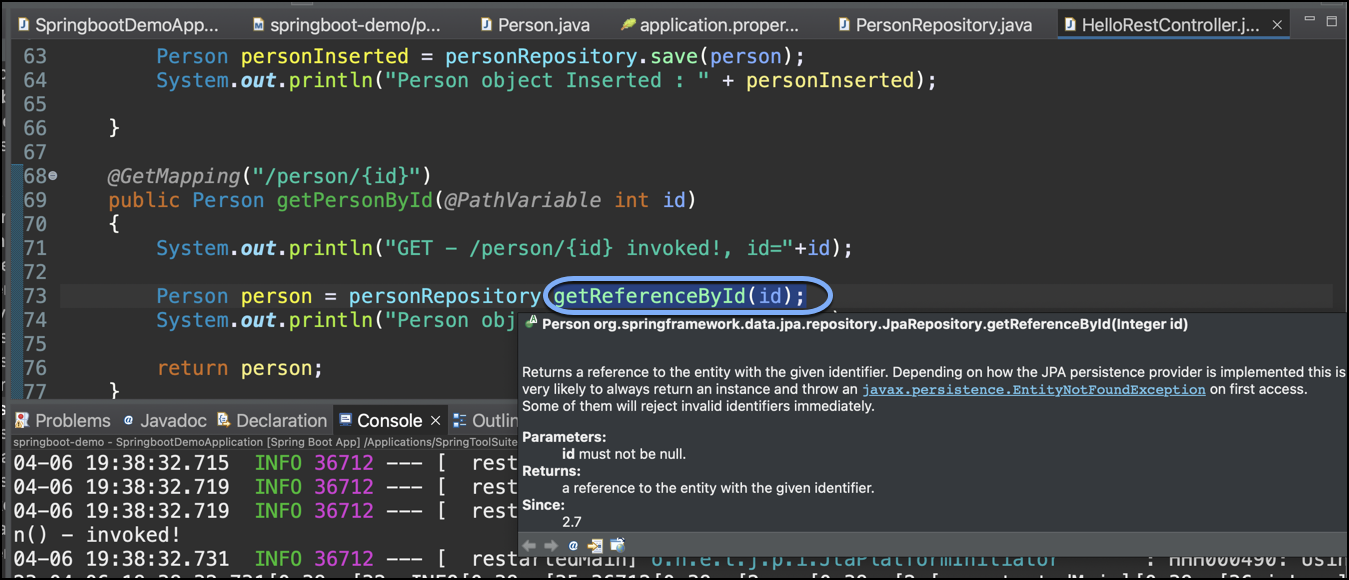 SpringbootDemoApp... springboot-demo/p... Person.java application.proper... PersonRepository.java HelloRestController.j...
63 Person personInserted = personRepository.save(person);
64 System.out.println("Person object Inserted : " + personInserted);
65
66 }
67
68 @GetMapping("/person/{id}")
69 public Person getPersonById(@PathVariable int id)
70 {
71 System.out.println("GET - /person/{id} invoked!, id="+id);
72
73 Person person = personRepository.getReferenceById(id);
74 System.out.println("Person obj
75
76 return person;
77 }
Person org.springframework.data.jpa.repository.JpaRepository.getReferenceById(Integer id)
Returns a reference to the entity with the given identifier. Depending on how the JPA persistence provider is implemented this is
very likely to always return an instance and throw an javax.persistence.EntityNotFoundException on first access.
Some of them will reject invalid identifiers immediately.
Parameters:
id must not be null.
Returns:
a reference to the entity with the given identifier.
Since:
2.7
Problems @ Javadoc Declaration Console Outlin
springboot-demo - SpringbootDemoApplication [Spring Boot App] /Applications/SpringToolSuite
04-06 19:38:32.715 INFO 36712 --- [ rest
04-06 19:38:32.719 INFO 36712 --- [ rest
04-06 19:38:32.719 INFO 36712 --- [ rest
n() - invoked!
04-06 19:38:32.731 INFO 36712 --- [ restartedMain] o.h.e.t.j.p.i.JtaPlatformInitiator : HHH000490: Usin